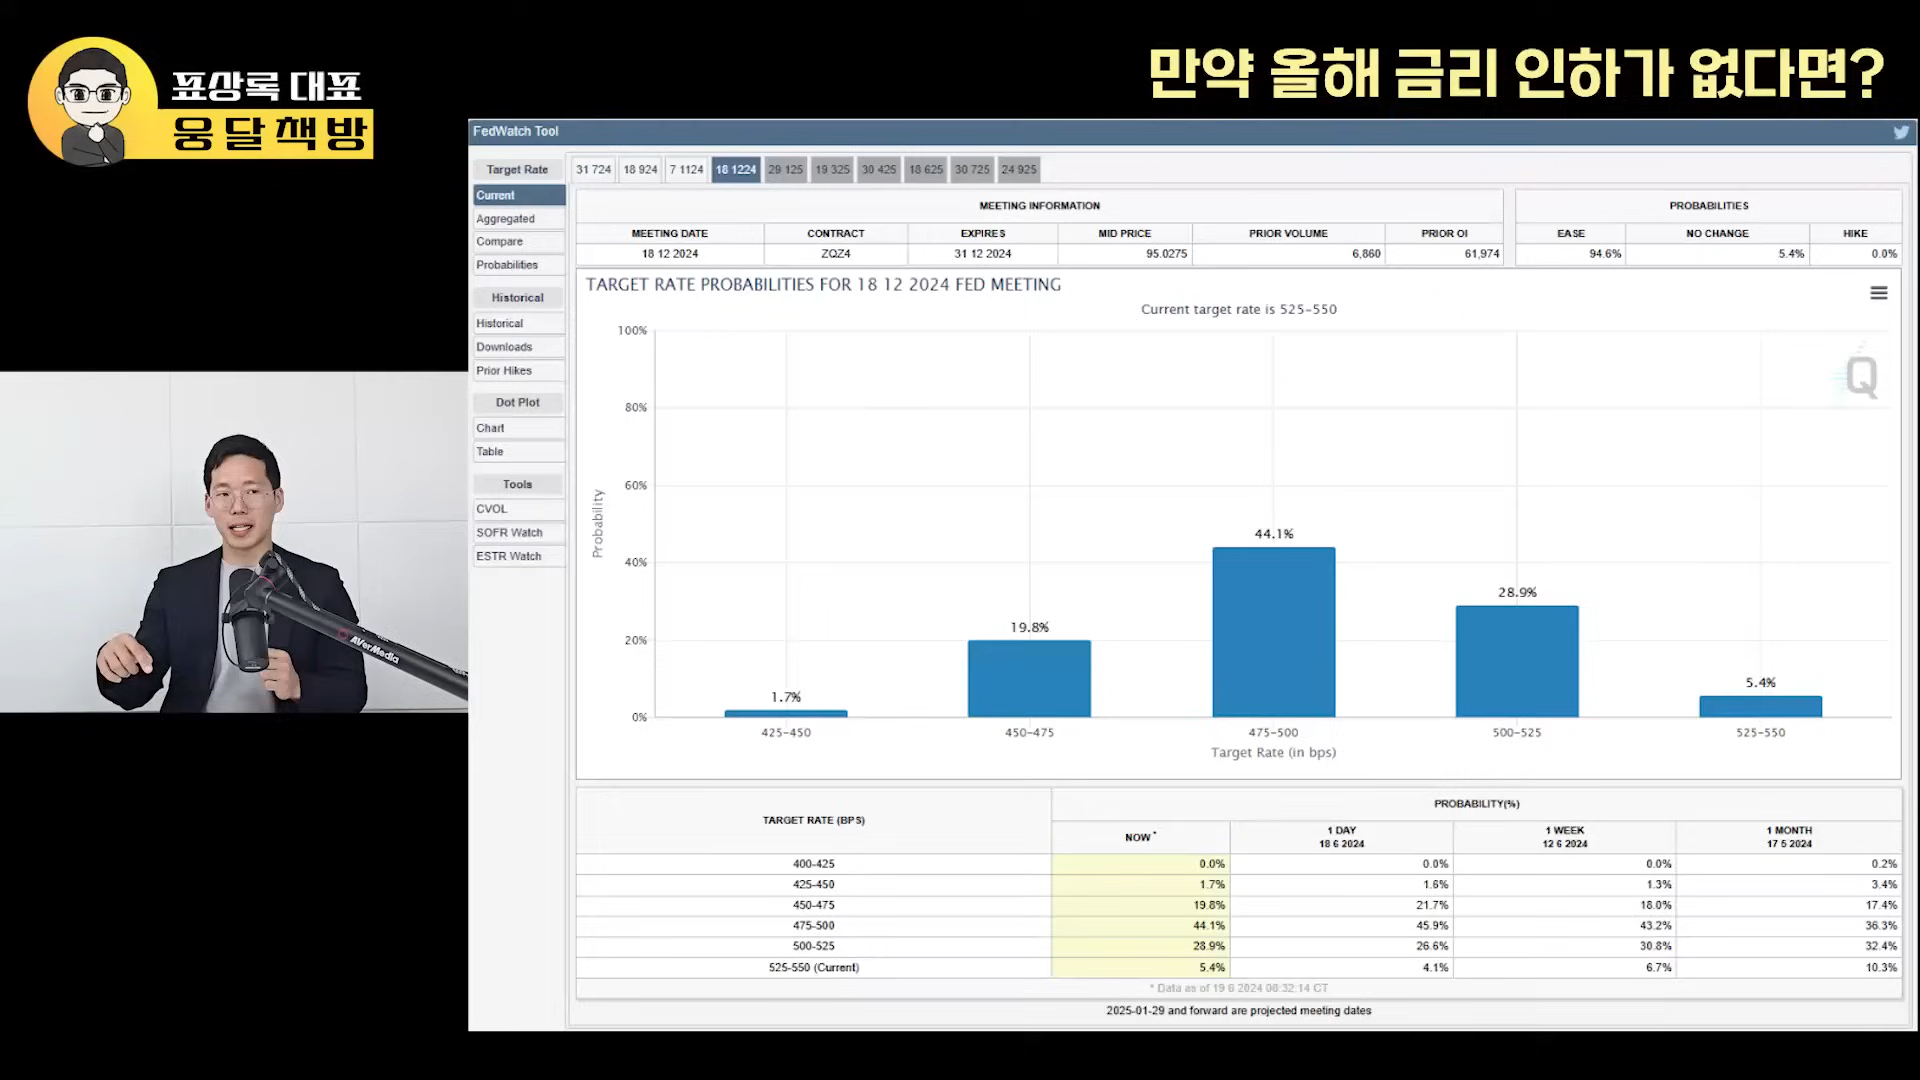 표상록 대표
웅달책방
만약 올해 금리 인하가 없다면?
FedWatch Tool
Target Rate
Current
Aggregated
Compare
Probabilities
Historical
Historical
Downloads
Prior Hikes
Dot Plot
Chart
Table
Tools
CVOL
SOFR Watch
ESTR Watch
31 724 18 924 7 1124 18 1224 29 125 19 325 30 425 18 625 30 725 24 925
MEETING INFORMATION
MEETING DATE CONTRACT EXPIRES MID PRICE PRIOR VOLUME PRIOR OI
18 12 2024 ZQZ4 31 12 2024 95.0275 6,860 61,974
PROBABILITIES
EASE NO CHANGE HIKE
94.6% 5.4% 0.0%
TARGET RATE PROBABILITIES FOR 18 12 2024 FED MEETING
Current target rate is 525-550
Probability
100%
80%
60%
40%
20%
0%
1.7%
19.8%
44.1%
28.9%
5.4%
425-450 450-475 475-500 500-525 525-550
Target Rate (in bps)
Q
TARGET RATE (BPS) PROBABILITY(%)
NOW * 1 DAY 1 WEEK 1 MONTH
18 6 2024 12 6 2024 17 5 2024
400-425 0.0% 0.0% 0.0% 0.2%
425-450 1.7% 1.6% 1.3% 3.4%
450-475 19.8% 21.7% 18.0% 17.4%
475-500 44.1% 45.9% 43.2% 36.3%
500-525 28.9% 26.6% 30.8% 32.4%
525-550 (Current) 5.4% 4.1% 6.7% 10.3%
* Data as of 19 6 2024 08:32:14 CT
2025-01-29 and forward are projected meeting dates
AVerMedia